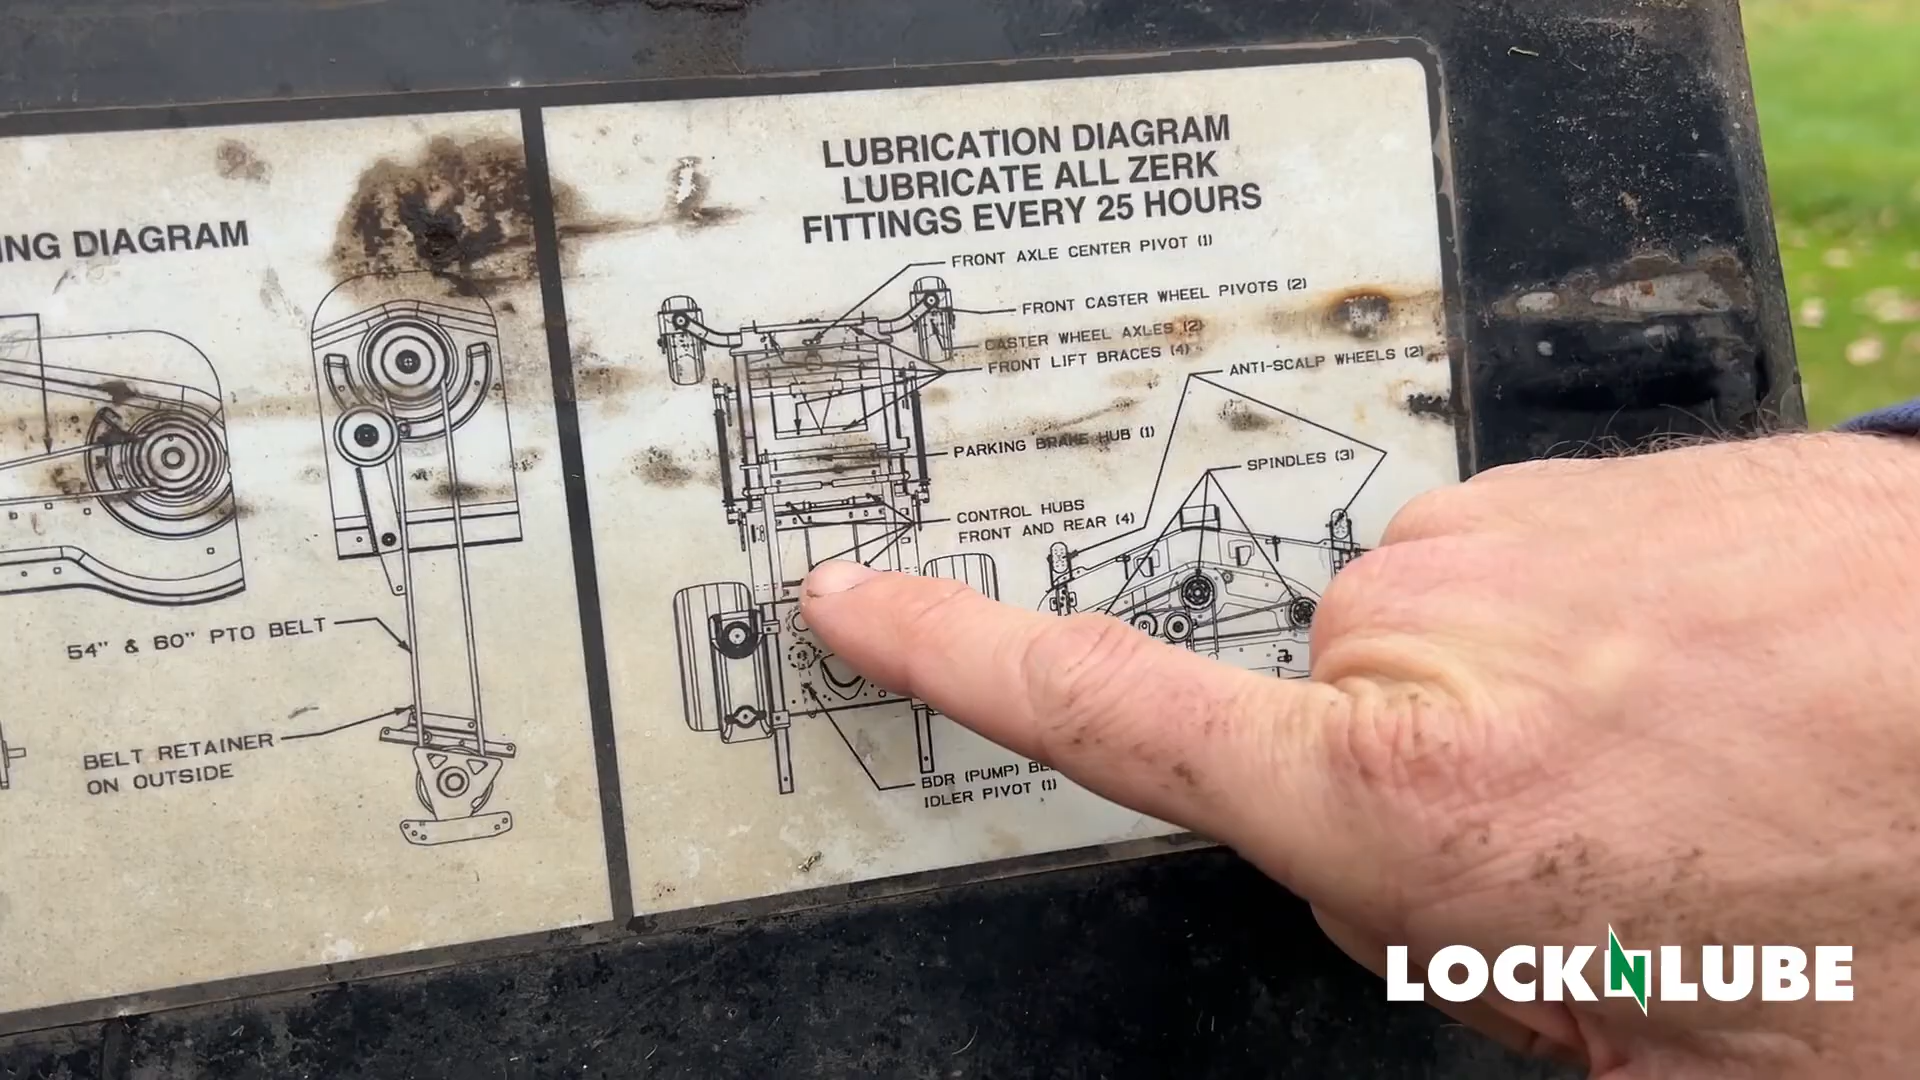 ING DIAGRAM
54" & 60" PTO BELT
BELT RETAINER
ON OUTSIDE
LUBRICATION DIAGRAM
LUBRICATE ALL ZERK
FITTINGS EVERY 25 HOURS
FRONT AXLE CENTER PIVOT (1)
FRONT CASTER WHEEL PIVOTS (2)
CASTER WHEEL AXLES (2)
FRONT LIFT BRACES (4)
ANTI-SCALP WHEELS (2)
PARKING BRAKE HUB (1)
SPINDLES (3)
CONTROL HUBS
FRONT AND REAR (4)
BDR (PUMP)
IDLER PIVOT (1)
LOCKNLUBE